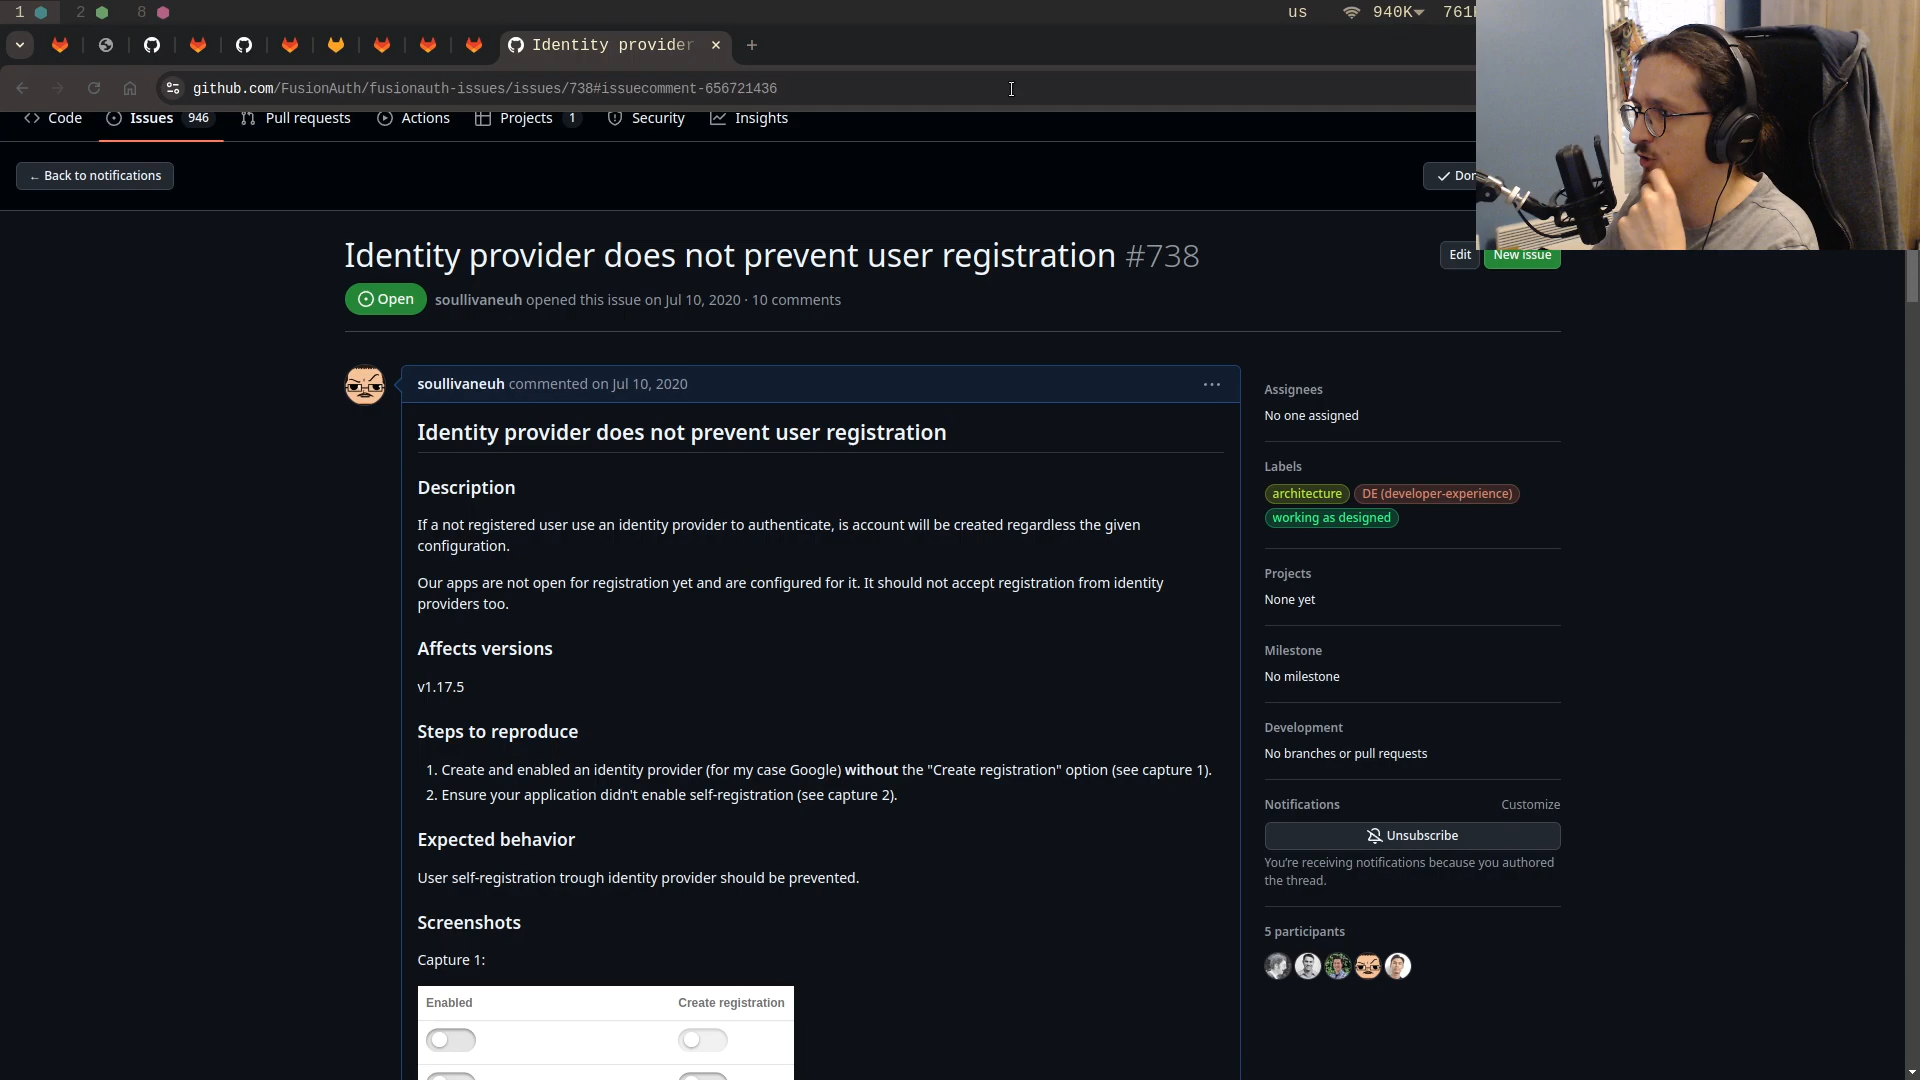 1 2 8 us 940K
Identity provider
github.com/FusionAuth/fusionauth-issues/issues/738#issuecomment-656721436
Code Issues 946 Pull requests Actions Projects 1 Security Insights
← Back to notifications
Identity provider does not prevent user registration #738
Edit New issue
Open soullivaneuh opened this issue on Jul 10, 2020 · 10 comments
soullivaneuh commented on Jul 10, 2020
Identity provider does not prevent user registration
Description
If a not registered user use an identity provider to authenticate, is account will be created regardless the given
configuration.
Our apps are not open for registration yet and are configured for it. It should not accept registration from identity
providers too.
Affects versions
v1.17.5
Steps to reproduce
1. Create and enabled an identity provider (for my case Google) without the "Create registration" option (see capture 1).
2. Ensure your application didn't enable self-registration (see capture 2).
Expected behavior
User self-registration trough identity provider should be prevented.
Screenshots
Capture 1:
Enabled Create registration
Assignees
No one assigned
Labels
architecture DE (developer-experience)
working as designed
Projects
None yet
Milestone
No milestone
Development
No branches or pull requests
Notifications Customize
Unsubscribe
You're receiving notifications because you authored
the thread.
5 participants